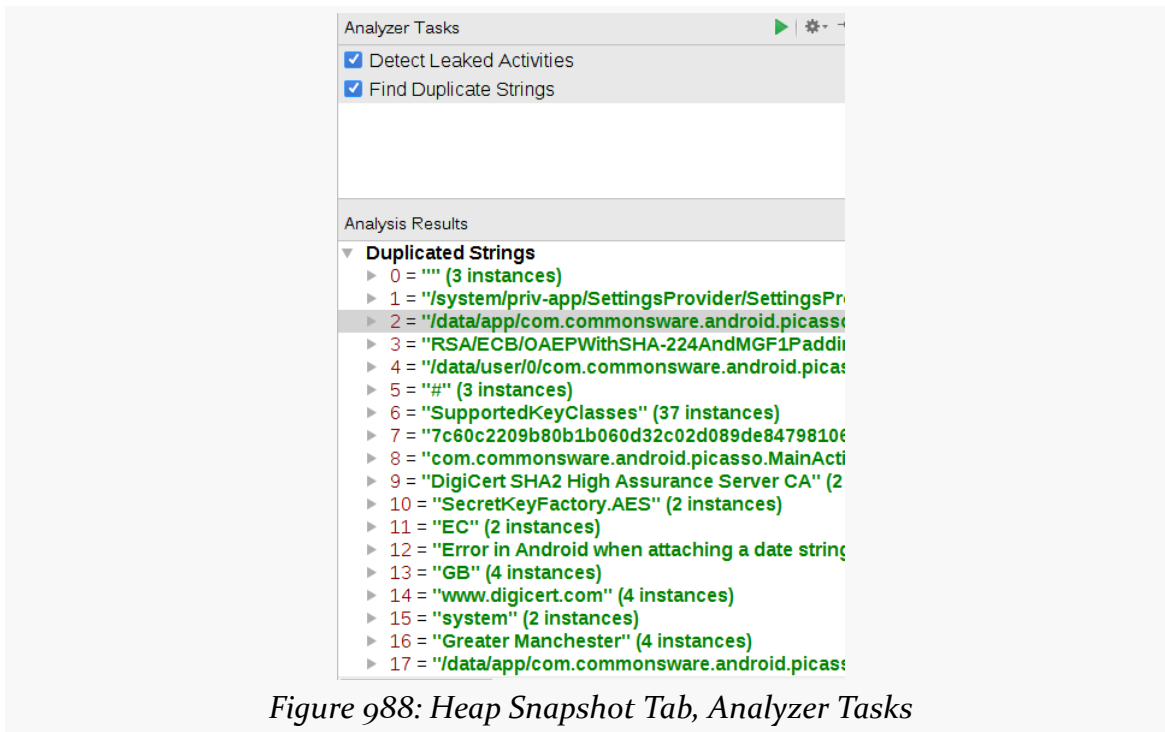 Analyzer Tasks
Detect Leaked Activities
Find Duplicate Strings
Analysis Results
Duplicated Strings
0 = "" (3 instances)
1 = "/system/priv-app/SettingsProvider/SettingsPr
2 = "/data/app/com.commonsware.android.picasso
3 = "RSA/ECB/OAEPWithSHA-224AndMGF1Paddi
4 = "/data/user/0/com.commonsware.android.picas
5 = "#" (3 instances)
6 = "SupportedKeyClasses" (37 instances)
7 = "7c60c2209b80b1b060d32c02d089de84798106
8 = "com.commonsware.android.picasso.MainActi
9 = "DigiCert SHA2 High Assurance Server CA" (2
10 = "SecretKeyFactory.AES" (2 instances)
11 = "EC" (2 instances)
12 = "Error in Android when attaching a date string
13 = "GB" (4 instances)
14 = "www.digicert.com" (4 instances)
15 = "system" (2 instances)
16 = "Greater Manchester" (4 instances)
17 = "/data/app/com.commonsware.android.picass
Figure 988: Heap Snapshot Tab, Analyzer Tasks